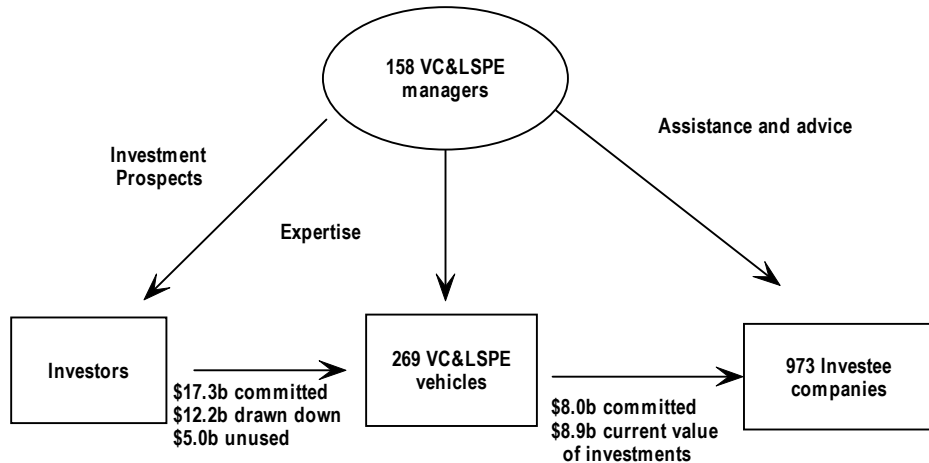 158 VC&LSPE
managers
Assistance and advice
Investment
Prospects
Expertise
Investors
269 VC&LSPE
vehicles
973 Investee
companies
$17.3b committed
$12.2b drawn down
$5.0b unused
$8.0b committed
$8.9b current value
of investments